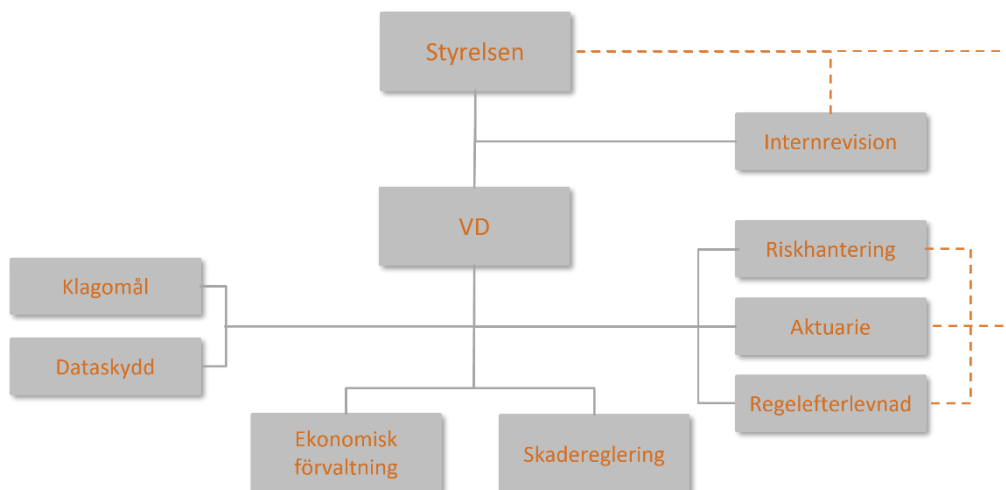 Styrelsen
Internrevision
VD
Riskhantering
Klagomål
Aktuarie
Dataskydd
Regelefterlevnad
Ekonomisk
förvaltning
Skadereglering